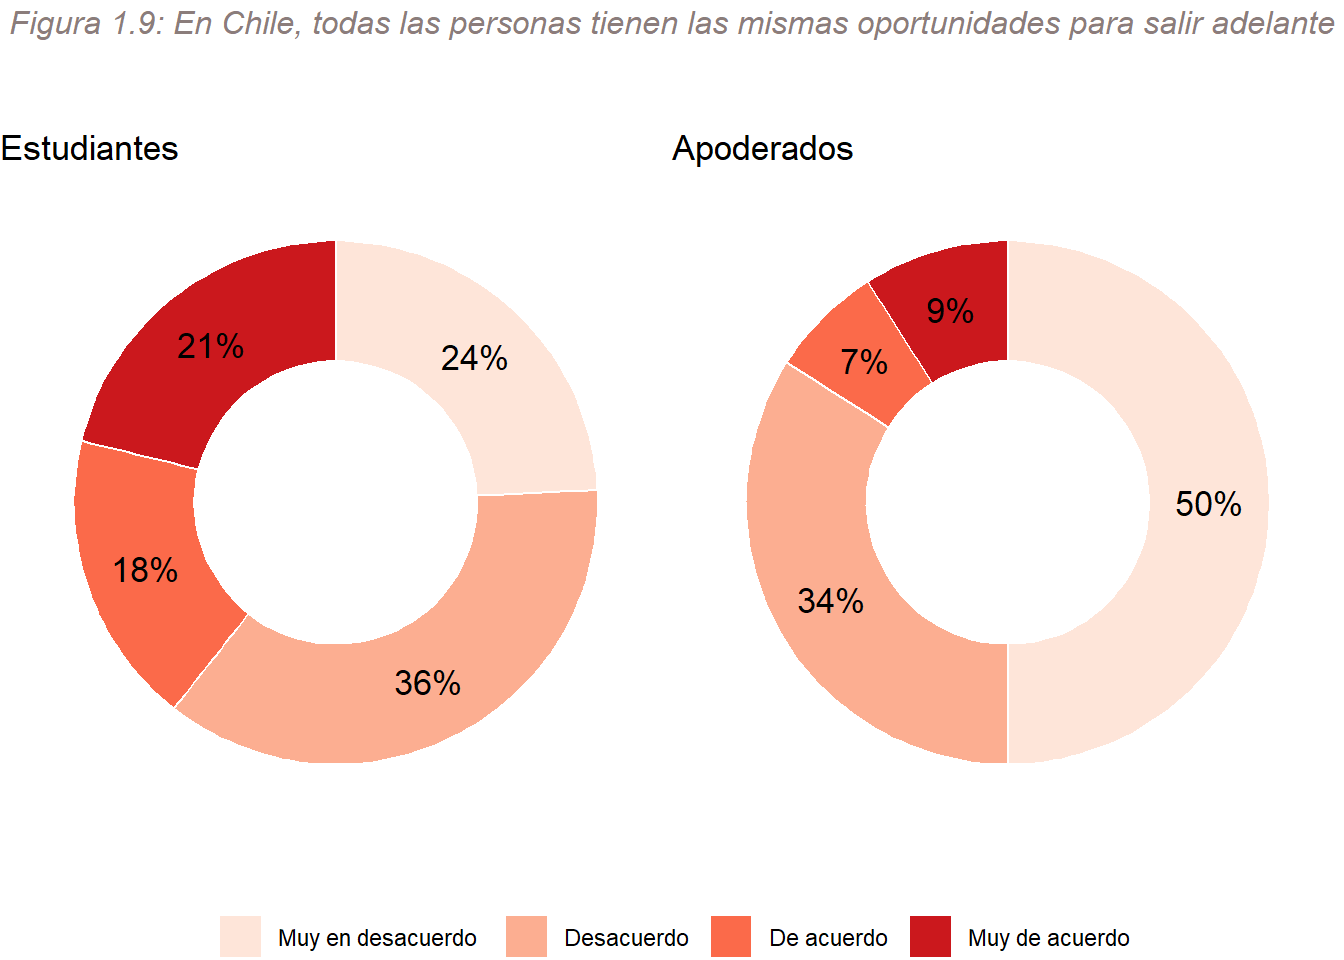 Figura 1.9: En Chile, todas las personas tienen las mismas oportunidades para salir adelante
Estudiantes
21%
24%
18%
36%
Apoderados
9%
7%
50%
34%
Muy en desacuerdo
Desacuerdo
De acuerdo
Muy de acuerdo